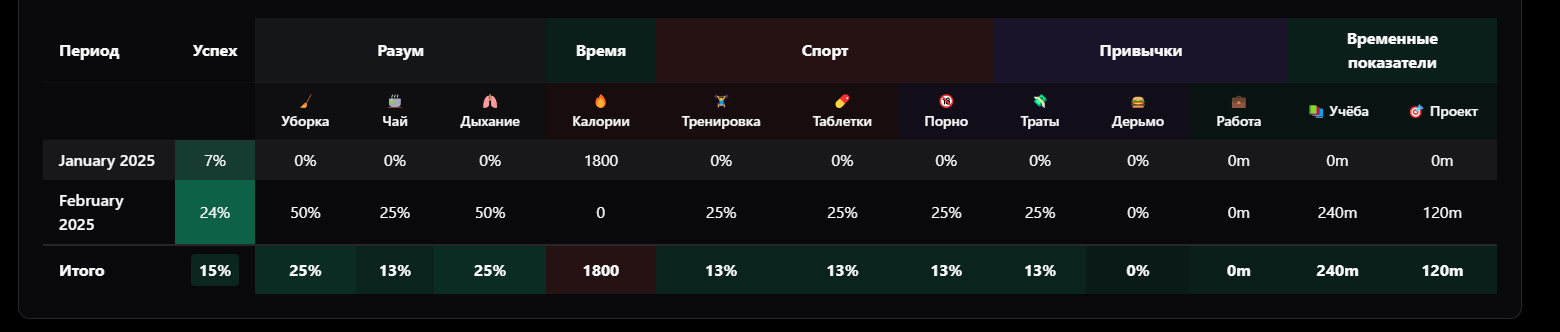 Период Успех Разум Время Спорт Привычки Временные
показатели
Уборка Чай Дыхание Калории Тренировка Таблетки 18 Порно Траты Дерьмо Работа Учёба Проект
January 2025 7% 0% 0% 0% 1800 0% 0% 0% 0% 0% 0m 0m 0m
February
2025 24% 50% 25% 50% 0 25% 25% 25% 25% 0% 0m 240m 120m
Итого 15% 25% 13% 25% 1800 13% 13% 13% 13% 0% 0m 240m 120m